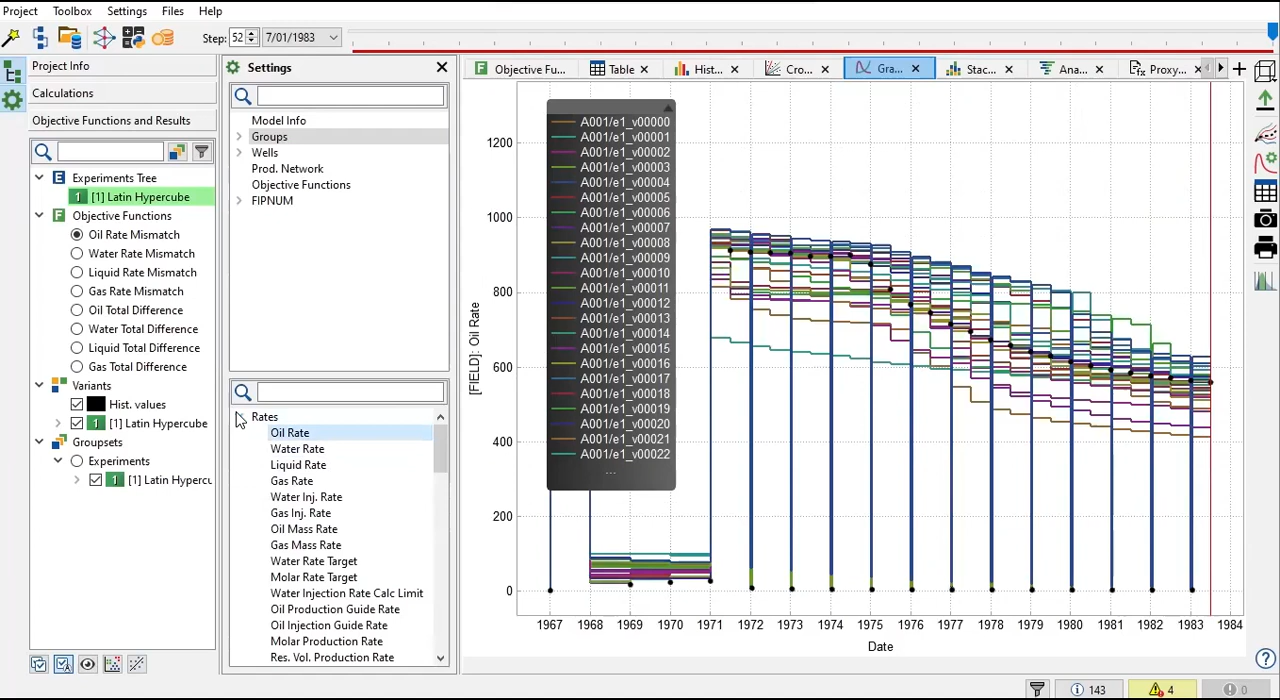 Project Tools Settings Files Help
Step: 52 7/01/1983
Project Info
Calculations
Objective Functions and Results
Experiments Tree
[1] Latin Hypercube
Objective Functions
Oil Rate Mismatch
Water Rate Mismatch
Liquid Rate Mismatch
Gas Rate Mismatch
Oil Total Difference
Water Total Difference
Liquid Total Difference
Gas Total Difference
Variants
Hist. values
[1] Latin Hypercube
Groupsets
Experiments
[1] Latin Hyperc
Settings
Model Info
Groups
Wells
Prod. Network
Objective Functions
FIPNUM
Rates
Oil Rate
Water Rate
Liquid Rate
Gas Rate
Water Inj. Rate
Gas Inj. Rate
Oil Mass Rate
Gas Mass Rate
Water Rate Target
Molar Rate Target
Water Injection Rate Calc Limit
Oil Production Guide Rate
Oil Injection Guide Rate
Molar Production Rate
Res. Vol. Production Rate
Objective Fu... Table Hist... Cro... Gra... Stac... Ana... Proxy...
A001/e1_v00000
A001/e1_v00001
A001/e1_v00002
A001/e1_v00003
A001/e1_v00004
A001/e1_v00005
A001/e1_v00006
A001/e1_v00007
A001/e1_v00008
A001/e1_v00009
A001/e1_v00010
A001/e1_v00011
A001/e1_v00012
A001/e1_v00013
A001/e1_v00014
A001/e1_v00015
A001/e1_v00016
A001/e1_v00017
A001/e1_v00018
A001/e1_v00019
A001/e1_v00020
A001/e1_v00021
A001/e1_v00022
...
[FIELD]: Oil Rate
1200
1000
800
600
400
200
0
1967 1968 1969 1970 1971 1972 1973 1974 1975 1976 1977 1978 1979 1980 1981 1982 1983 1984
Date
143 4 0